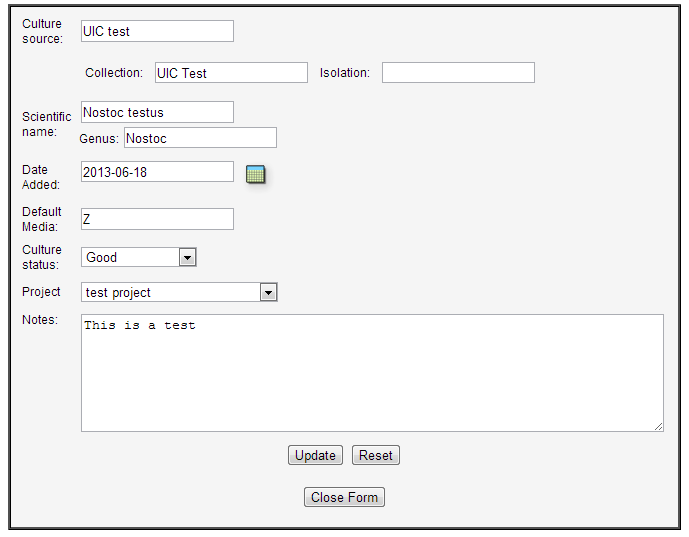 Culture source: UIC test
Collection: UIC Test Isolation:
Scientific name: Nostoc testus
Genus: Nostoc
Date Added: 2013-06-18
Default Media: Z
Culture status: Good
Project test project
Notes: This is a test
Update Reset
Close Form